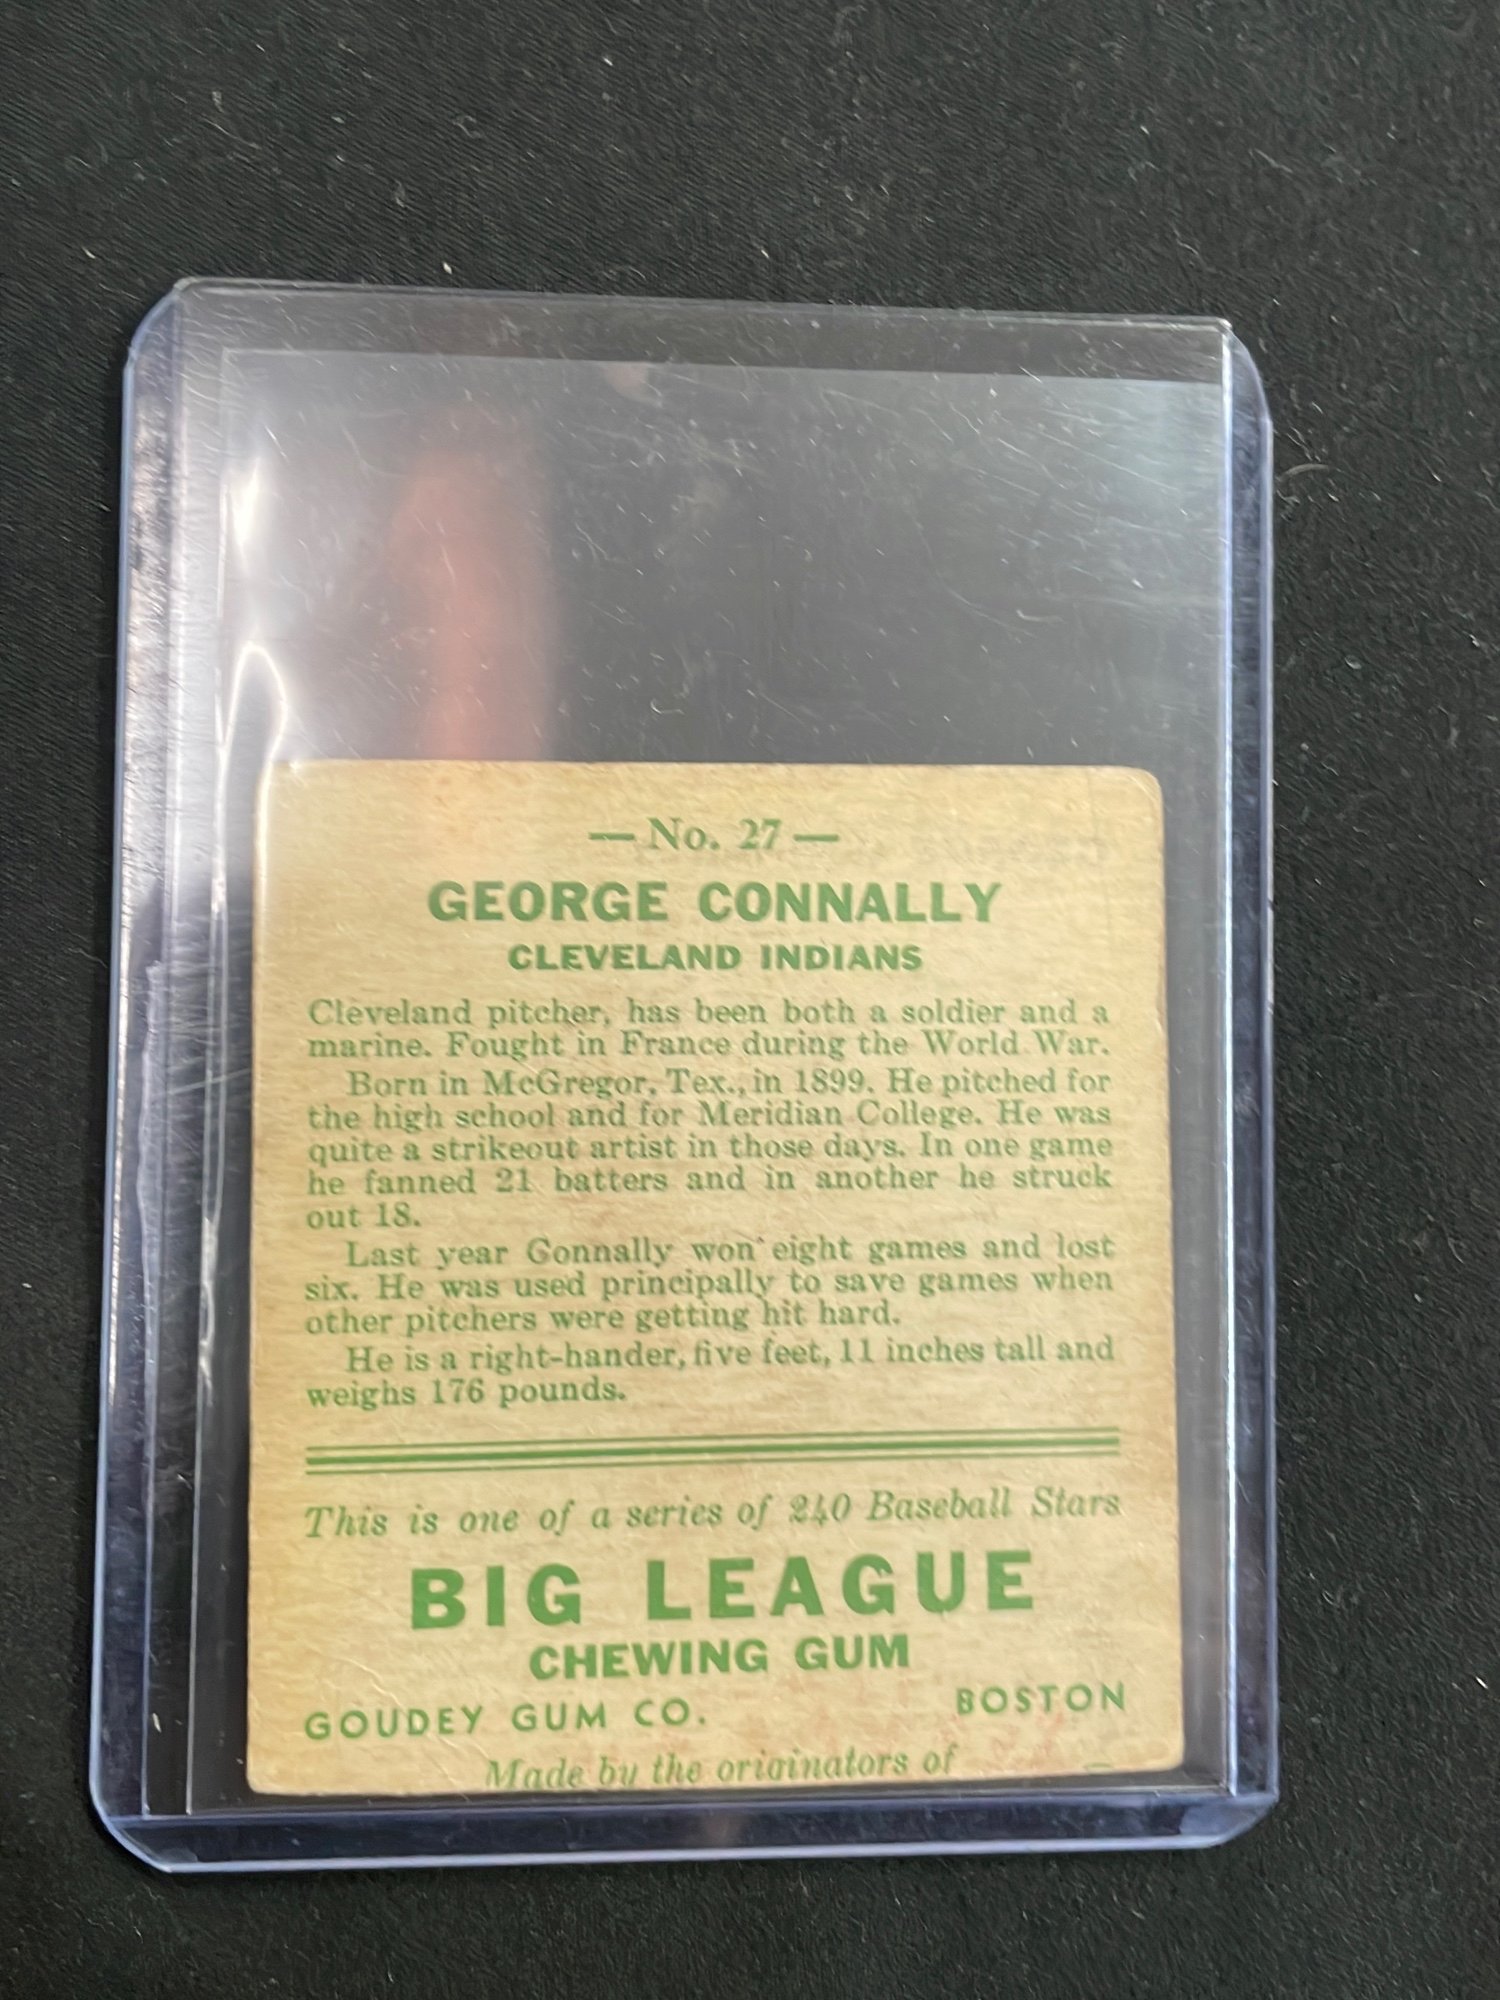 — No. 27 —
GEORGE CONNALLY
CLEVELAND INDIANS
Cleveland pitcher, has been both a soldier and a
marine. Fought in France during the World War.
Born in McGregor, Tex., in 1899. He pitched for
the high school and for Meridian College. He was
quite a strikeout artist in those days. In one game
he fanned 21 batters and in another he struck
out 18.
Last year Connally won eight games and lost
six. He was used principally to save games when
other pitchers were getting hit hard.
He is a right-hander, five feet, 11 inches tall and
weighs 176 pounds.
This is one of a series of 240 Baseball Stars
BIG LEAGUE
CHEWING GUM
GOUDEY GUM CO. BOSTON
Made by the originators of